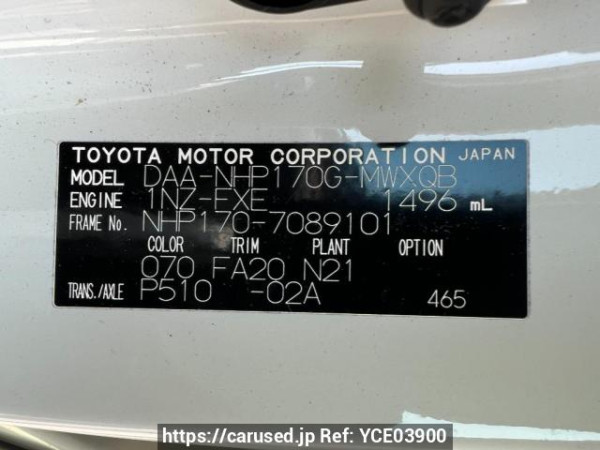 TOYOTA MOTOR CORPORATION JAPAN
MODEL DAA-NHP170G-MWXQB
ENGINE 1NZ-FXE 1496 mL
FRAME No. NHP170-7089101
COLOR TRIM PLANT OPTION
070 FA20 N21
TRANS./AXLE P510 -02A 465
https://carused.jp Ref: YCE03900